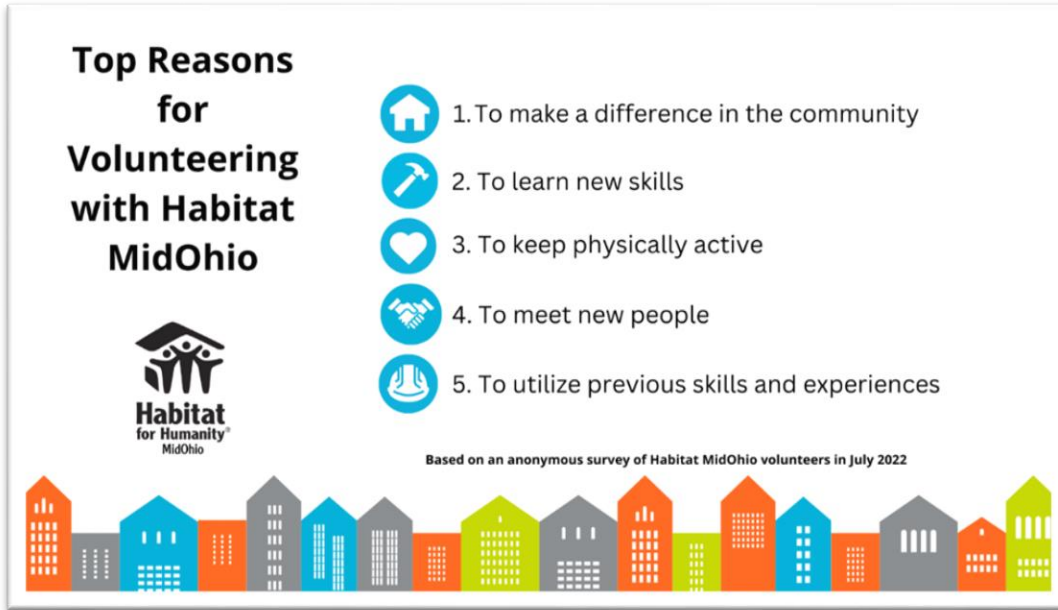 Top Reasons
for
Volunteering
with Habitat
MidOhio
Habitat
for Humanity®
MidOhio
1.To make a difference in the community
2. To learn new skills
3. To keep physically active
4. To meet new people
5. To utilize previous skills and experiences
Based on an anonymous survey of Habitat MidOhio volunteers in July 2022